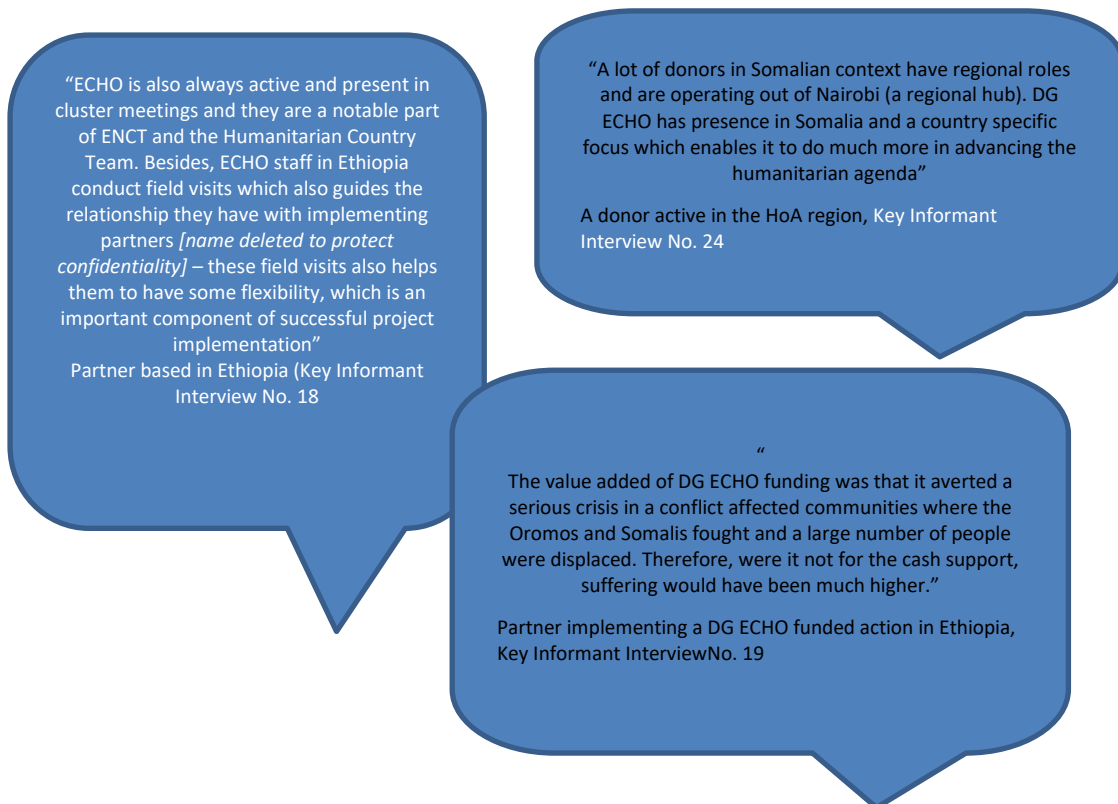 “ECHO is also always active and present in
cluster meetings and they are a notable part
of ENCT and the Humanitarian Country
Team. Besides, ECHO staff in Ethiopia
conduct field visits which also guides the
relationship they have with implementing
partners [name deleted to protect
confidentiality] – these field visits also helps
them to have some flexibility, which is an
important component of successful project
implementation”
Partner based in Ethiopia (Key Informant
Interview No. 18
“A lot of donors in Somalian context have regional roles
and are operating out of Nairobi (a regional hub). DG
ECHO has presence in Somalia and a country specific
focus which enables it to do much more in advancing the
humanitarian agenda”
A donor active in the HoA region, Key Informant
Interview No. 24
“
The value added of DG ECHO funding was that it averted a
serious crisis in a conflict affected communities where the
Oromos and Somalis fought and a large number of people
were displaced. Therefore, were it not for the cash support,
suffering would have been much higher.”
Partner implementing a DG ECHO funded action in Ethiopia,
Key Informant InterviewNo. 19